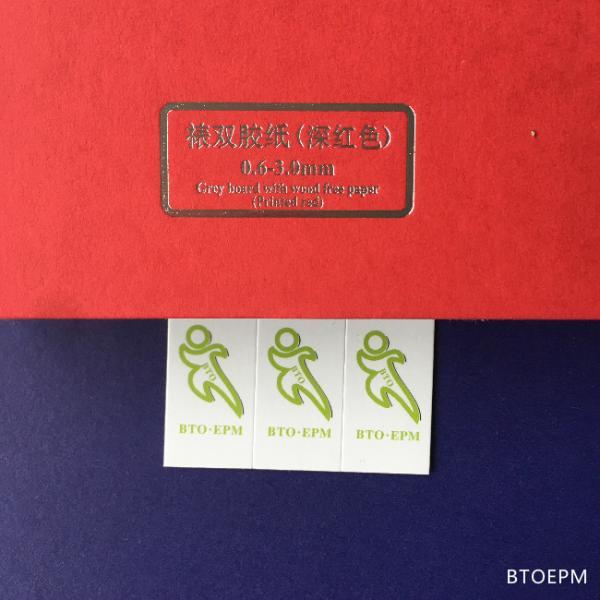 裱双胶纸(深红色)
0.6-3.0mm
Grey board with wood free paper
(Printed red)
BTO BTO BTO
BTO·EPM BTO·EPM BTO·EPM
BTOEPM